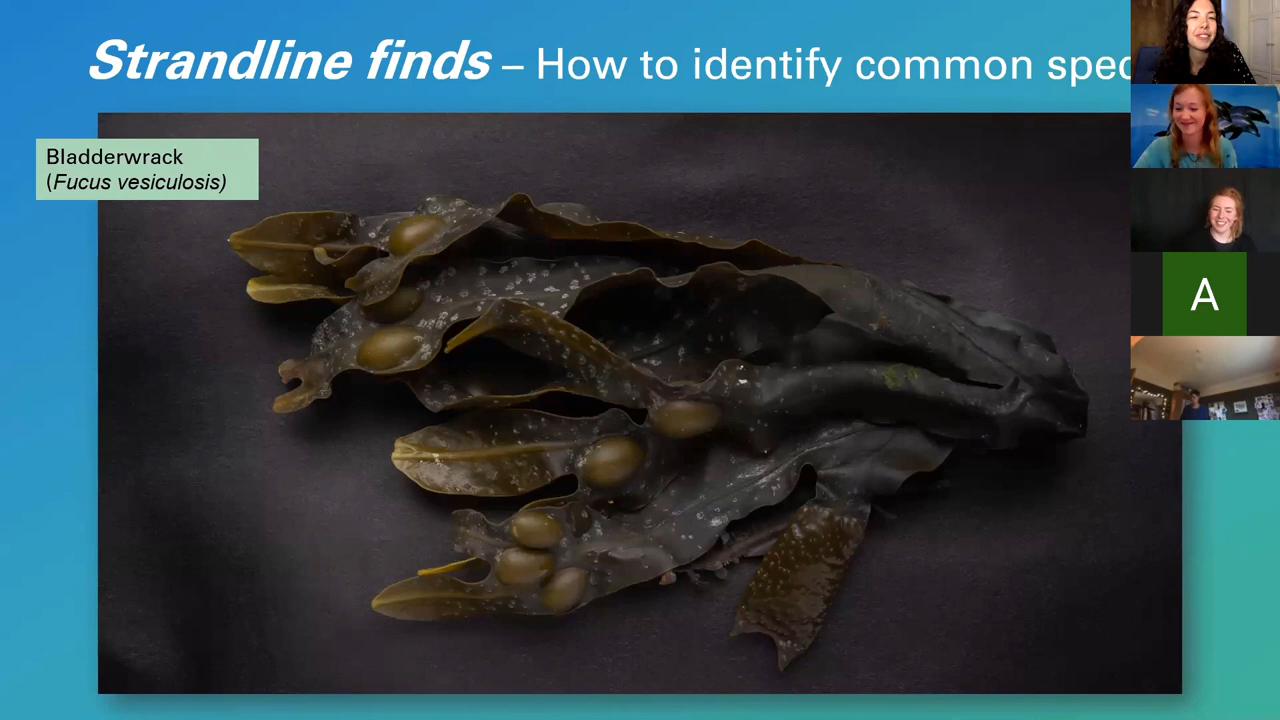 Strandline finds – How to identify common spec
Bladderwrack
(Fucus vesiculosis)
A